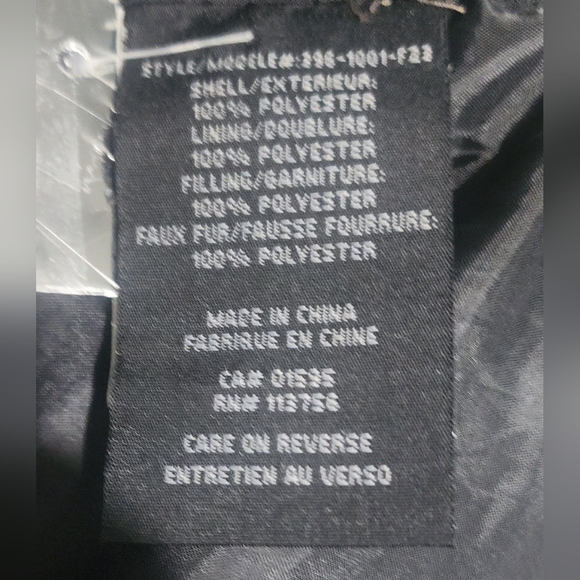 STYLE/MODELE#:396-1001-F23
SHELL/EXTERIEUR:
100% POLYESTER
LINING/DOUBLURE:
100% POLYESTER
FILLING/GARNITURE:
100% POLYESTER
FAUX FUR/FAUSSE FOURRURE:
100% POLYESTER
MADE IN CHINA
FABRIQUE EN CHINE
CA# 01595
RN# 113756
CARE ON REVERSE
ENTRETIEN AU VERSO